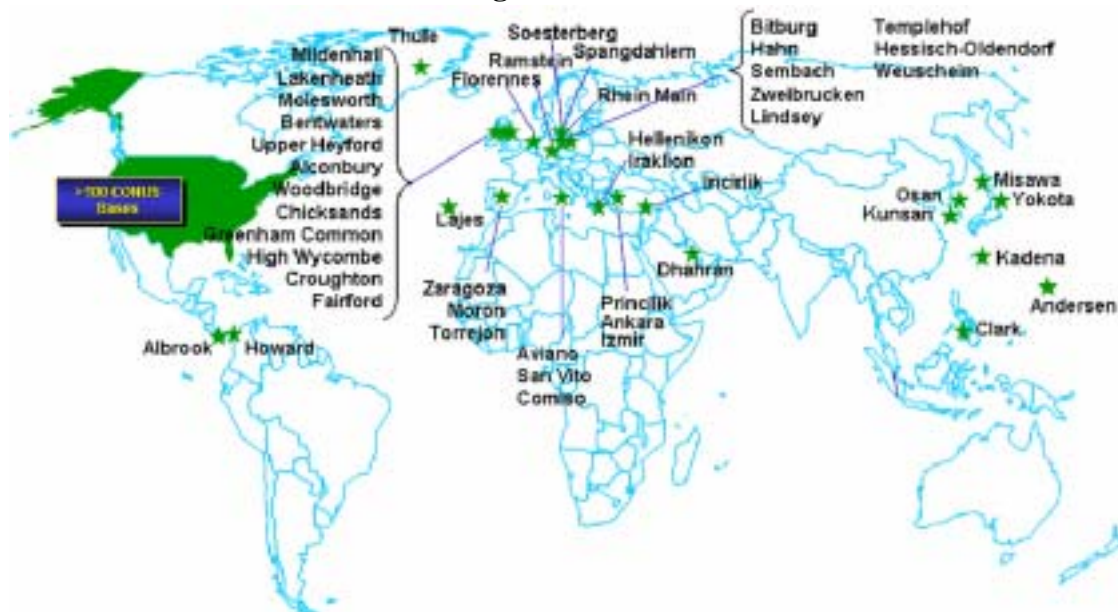 Thule
Mildenhall
Lakenheath
Molesworth
Bentwaters
Upper Heyford
Alconbury
Woodbridge
Chicksands
Greenham Common
High Wycombe
Croughton
Fairford
Soesterberg
Ramstein
Spangdahlem
Florennes
Rhein Main
Bitburg
Hahn
Sembach
Zweibrucken
Lindsey
Templehof
Hessisch-Oldendorf
Weuscheim
>100 CONUS
Bases
Lajes
Hellenikon
Iraklion
Incirlik
Dhahran
Osan
Kunsan
Misawa
Yokota
Kadena
Andersen
Clark
Albrook
Howard
Zaragoza
Moron
Torrejon
Aviano
San Vito
Comiso
Princilik
Ankara
Izmir